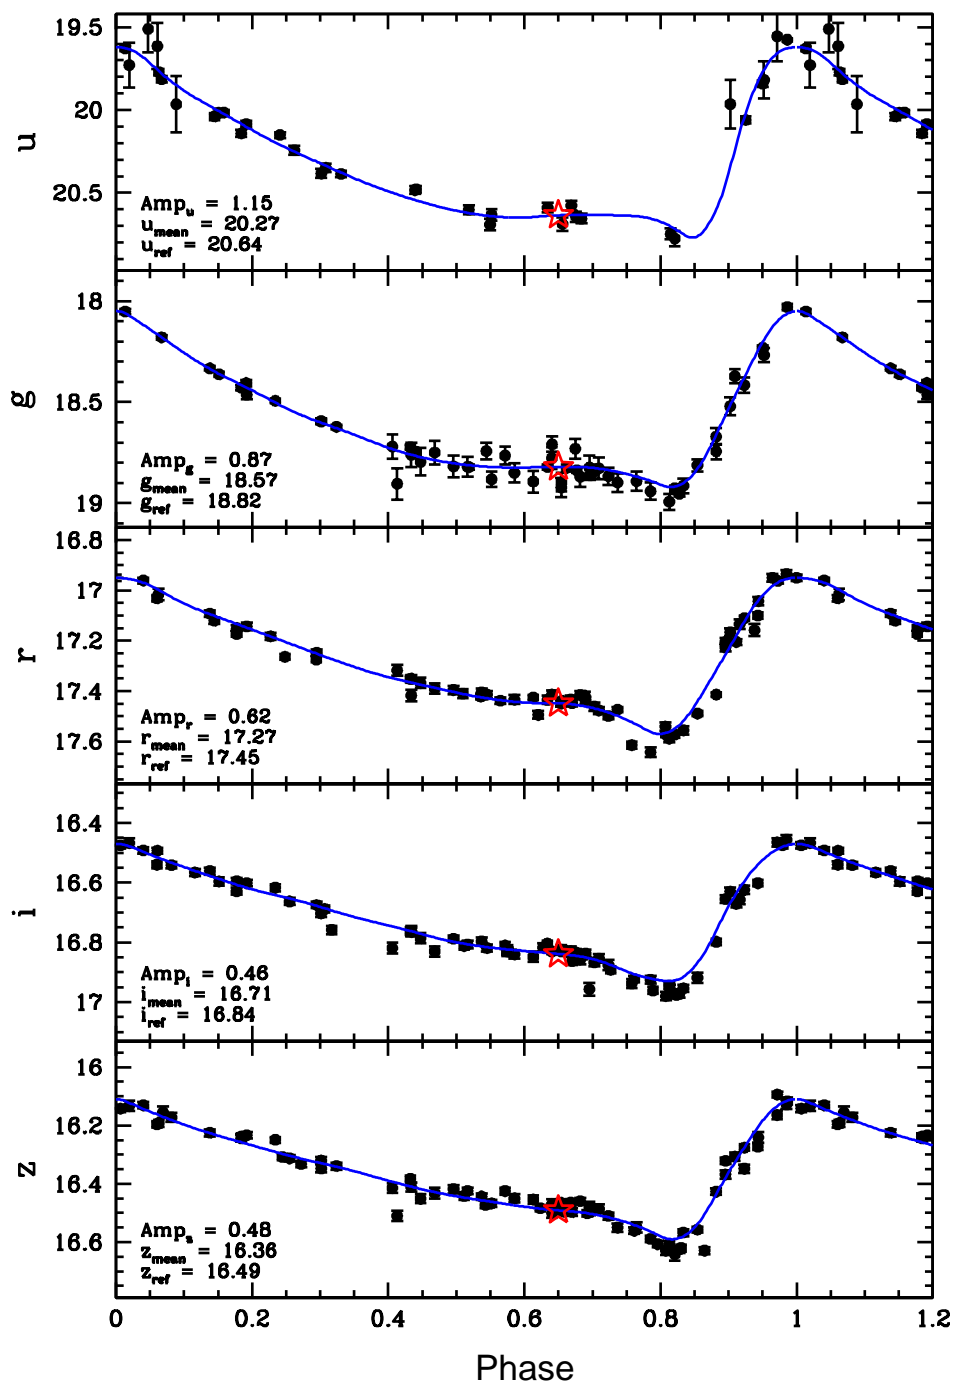 19.5
20
20.5
u
Amp_u = 1.15
u_mean = 20.27
u_ref = 20.64
18
18.5
19
g
Amp_g = 0.87
g_mean = 18.57
g_ref = 18.82
16.8
17
17.2
17.4
17.6
r
Amp_r = 0.62
r_mean = 17.27
r_ref = 17.45
16.4
16.6
16.8
17
i
Amp_i = 0.46
i_mean = 16.71
i_ref = 16.84
16
16.2
16.4
16.6
z
Amp_z = 0.48
z_mean = 16.36
z_ref = 16.49
0 0.2 0.4 0.6 0.8 1 1.2
Phase